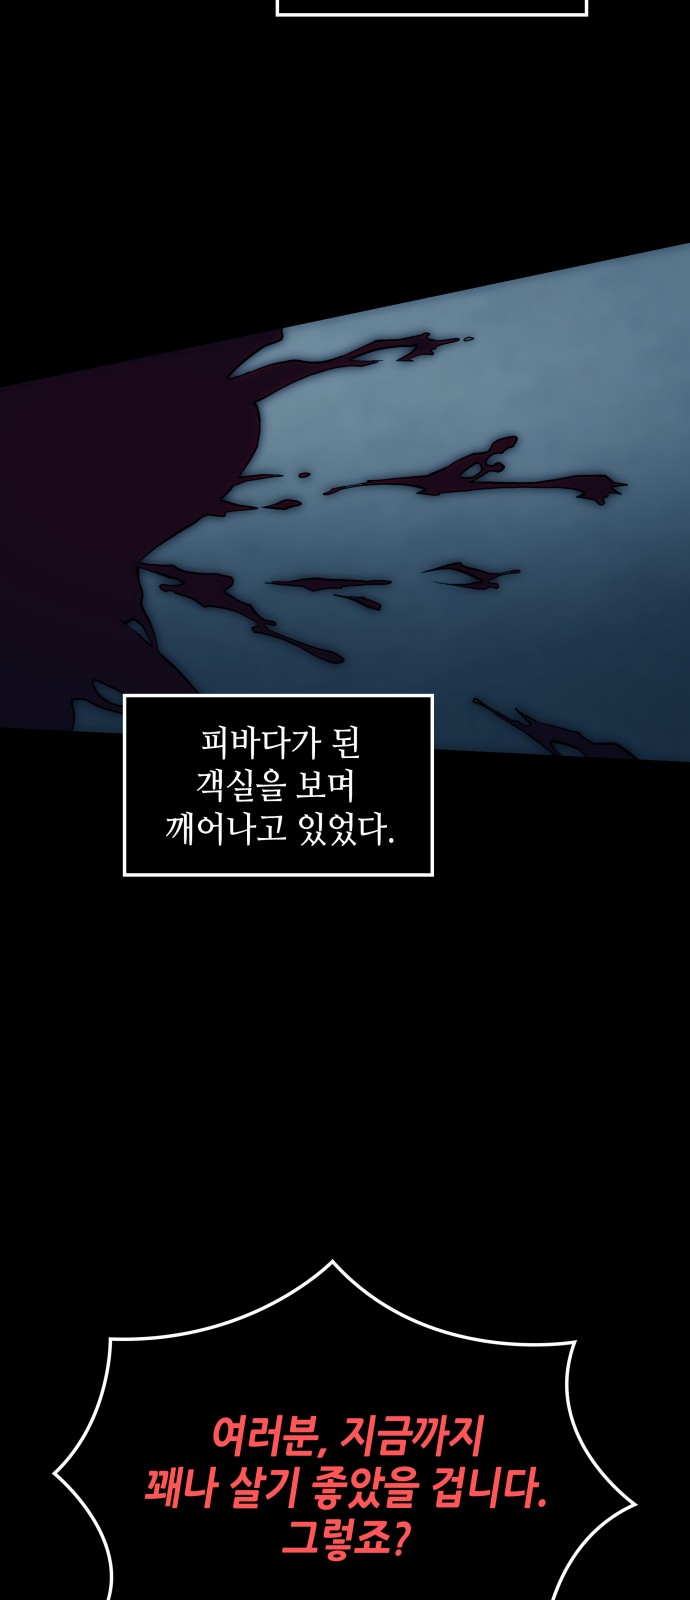 피바다가 된
객실을 보며
깨어나고 있었다.
여러분, 지금까지
꽤나 살기 좋았을 겁니다.
그렇죠?